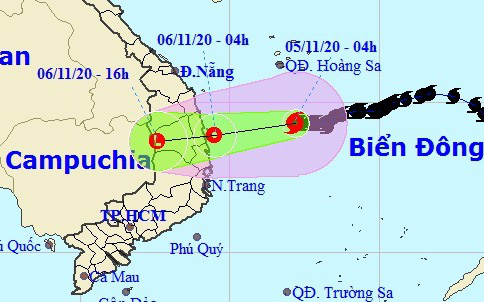 05/11/20 - 04h
06/11/20 - 04h
06/11/20 - 16h
an
QĐ. Hoàng Sa
Đ.Nẵng
L
Biển Đông
Campuchia
N.Trang
TP.HCM
Phú Quý
Phú Quốc
Cà Mau
Côn Đảo
QĐ. Trường Sa